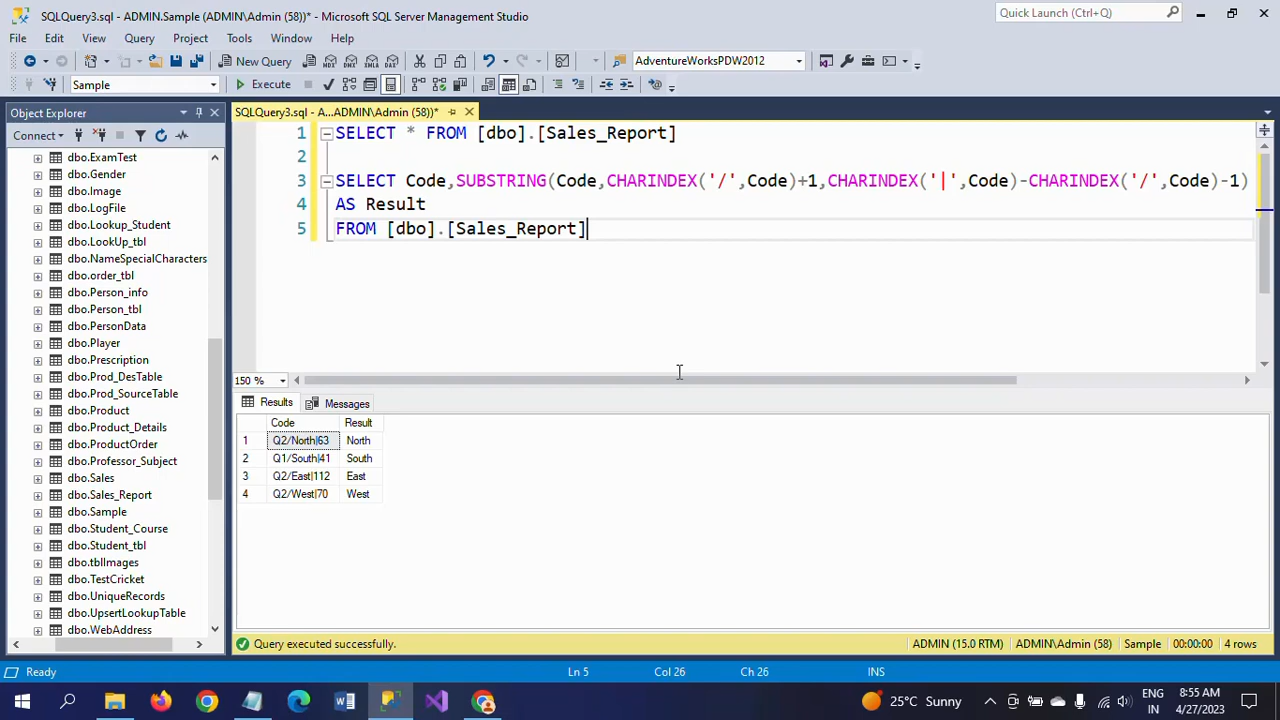 SQLQuery3.sql - ADMIN.Sample (ADMIN\Admin (58))* - Microsoft SQL Server Management Studio
Quick Launch (Ctrl+Q)
File Edit View Query Project Tools Window Help
New Query
MDX DMX XMLA DAX
AdventureWorksPDW2012
Sample
Execute
Object Explorer
SQLQuery3.sql - A...ADMIN\Admin (58))*
Connect
dbo.ExamTest
dbo.Gender
dbo.Image
dbo.LogFile
dbo.Lookup_Student
dbo.LookUp_tbl
dbo.NameSpecialCharacters
dbo.order_tbl
dbo.Person_info
dbo.Person_tbl
dbo.PersonData
dbo.Player
dbo.Prescription
dbo.Prod_DesTable
dbo.Prod_SourceTable
dbo.Product
dbo.Product_Details
dbo.ProductOrder
dbo.Professor_Subject
dbo.Sales
dbo.Sales_Report
dbo.Sample
dbo.Student_Course
dbo.Student_tbl
dbo.tblImages
dbo.TestCricket
dbo.UniqueRecords
dbo.UpsertLookupTable
dbo.WebAddress
1 SELECT * FROM [dbo].[Sales_Report]
2
3 SELECT Code,SUBSTRING(Code,CHARINDEX('/',Code)+1,CHARINDEX('|',Code)-CHARINDEX('/',Code)-1)
4 AS Result
5 FROM [dbo].[Sales_Report]
150 %
Results Messages
Code Result
1 Q2/North|63 North
2 Q1/South|41 South
3 Q2/East|112 East
4 Q2/West|70 West
Query executed successfully.
ADMIN (15.0 RTM) ADMIN\Admin (58) Sample 00:00:00 4 rows
Ready Ln 5 Col 26 Ch 26 INS
25°C Sunny
ENG
IN
8:55 AM
4/27/2023